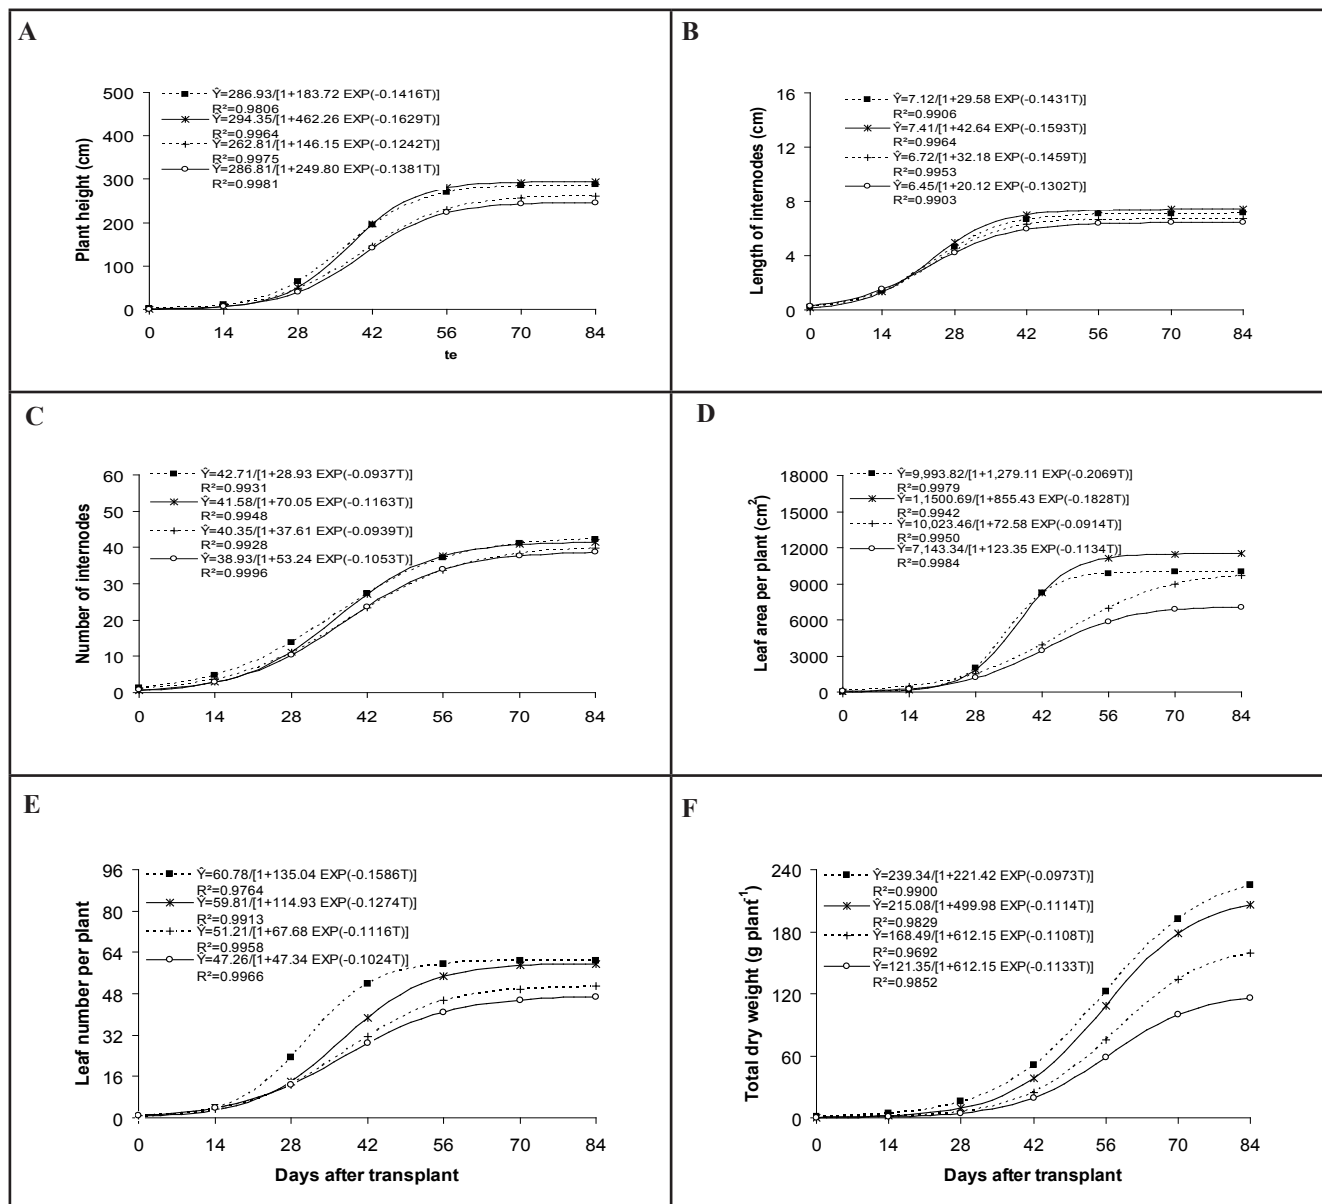 A
Plant height (cm)
500
400
300
200
100
0
Ŷ=286.93/[1+183.72 EXP(-0.1416T)]
R²=0.9806
Ŷ=294.35/[1+462.26 EXP(-0.1629T)]
R²=0.9964
Ŷ=262.81/[1+146.15 EXP(-0.1242T)]
R²=0.9975
Ŷ=286.81/[1+249.80 EXP(-0.1381T)]
R²=0.9981
0 14 28 42 56 70 84
te
B
Length of internodes (cm)
16
12
8
4
0
Ŷ=7.12/[1+29.58 EXP(-0.1431T)]
R²=0.9906
Ŷ=7.41/[1+42.64 EXP(-0.1593T)]
R²=0.9964
Ŷ=6.72/[1+32.18 EXP(-0.1459T)]
R²=0.9953
Ŷ=6.45/[1+20.12 EXP(-0.1302T)]
R²=0.9903
0 14 28 42 56 70 84
C
Number of internodes
60
50
40
30
20
10
0
Ŷ=42.71/[1+28.93 EXP(-0.0937T)]
R²=0.9931
Ŷ=41.58/[1+70.05 EXP(-0.1163T)]
R²=0.9948
Ŷ=40.35/[1+37.61 EXP(-0.0939T)]
R²=0.9928
Ŷ=38.93/[1+53.24 EXP(-0.1053T)]
R²=0.9996
0 14 28 42 56 70 84
D
Leaf area per plant (cm²)
18000
15000
12000
9000
6000
3000
0
Ŷ=9,993.82/[1+1,279.11 EXP(-0.2069T)]
R²=0.9979
Ŷ=1,1500.69/[1+855.43 EXP(-0.1828T)]
R²=0.9942
Ŷ=10,023.46/[1+72.58 EXP(-0.0914T)]
R²=0.9950
Ŷ=7,143.34/[1+123.35 EXP(-0.1134T)]
R²=0.9984
0 14 28 42 56 70 84
E
Leaf number per plant
96
80
64
48
32
16
0
Ŷ=60.78/[1+135.04 EXP(-0.1586T)]
R²=0.9764
Ŷ=59.81/[1+114.93 EXP(-0.1274T)]
R²=0.9913
Ŷ=51.21/[1+67.68 EXP(-0.1116T)]
R²=0.9958
Ŷ=47.26/[1+47.34 EXP(-0.1024T)]
R²=0.9966
0 14 28 42 56 70 84
Days after transplant
F
Total dry weight (g plant⁻¹)
240
180
120
60
0
Ŷ=239.34/[1+221.42 EXP(-0.0973T)]
R²=0.9900
Ŷ=215.08/[1+499.98 EXP(-0.1114T)]
R²=0.9829
Ŷ=168.49/[1+612.15 EXP(-0.1108T)]
R²=0.9692
Ŷ=121.35/[1+612.15 EXP(-0.1133T)]
R²=0.9852
0 14 28 42 56 70 84
Days after transplant